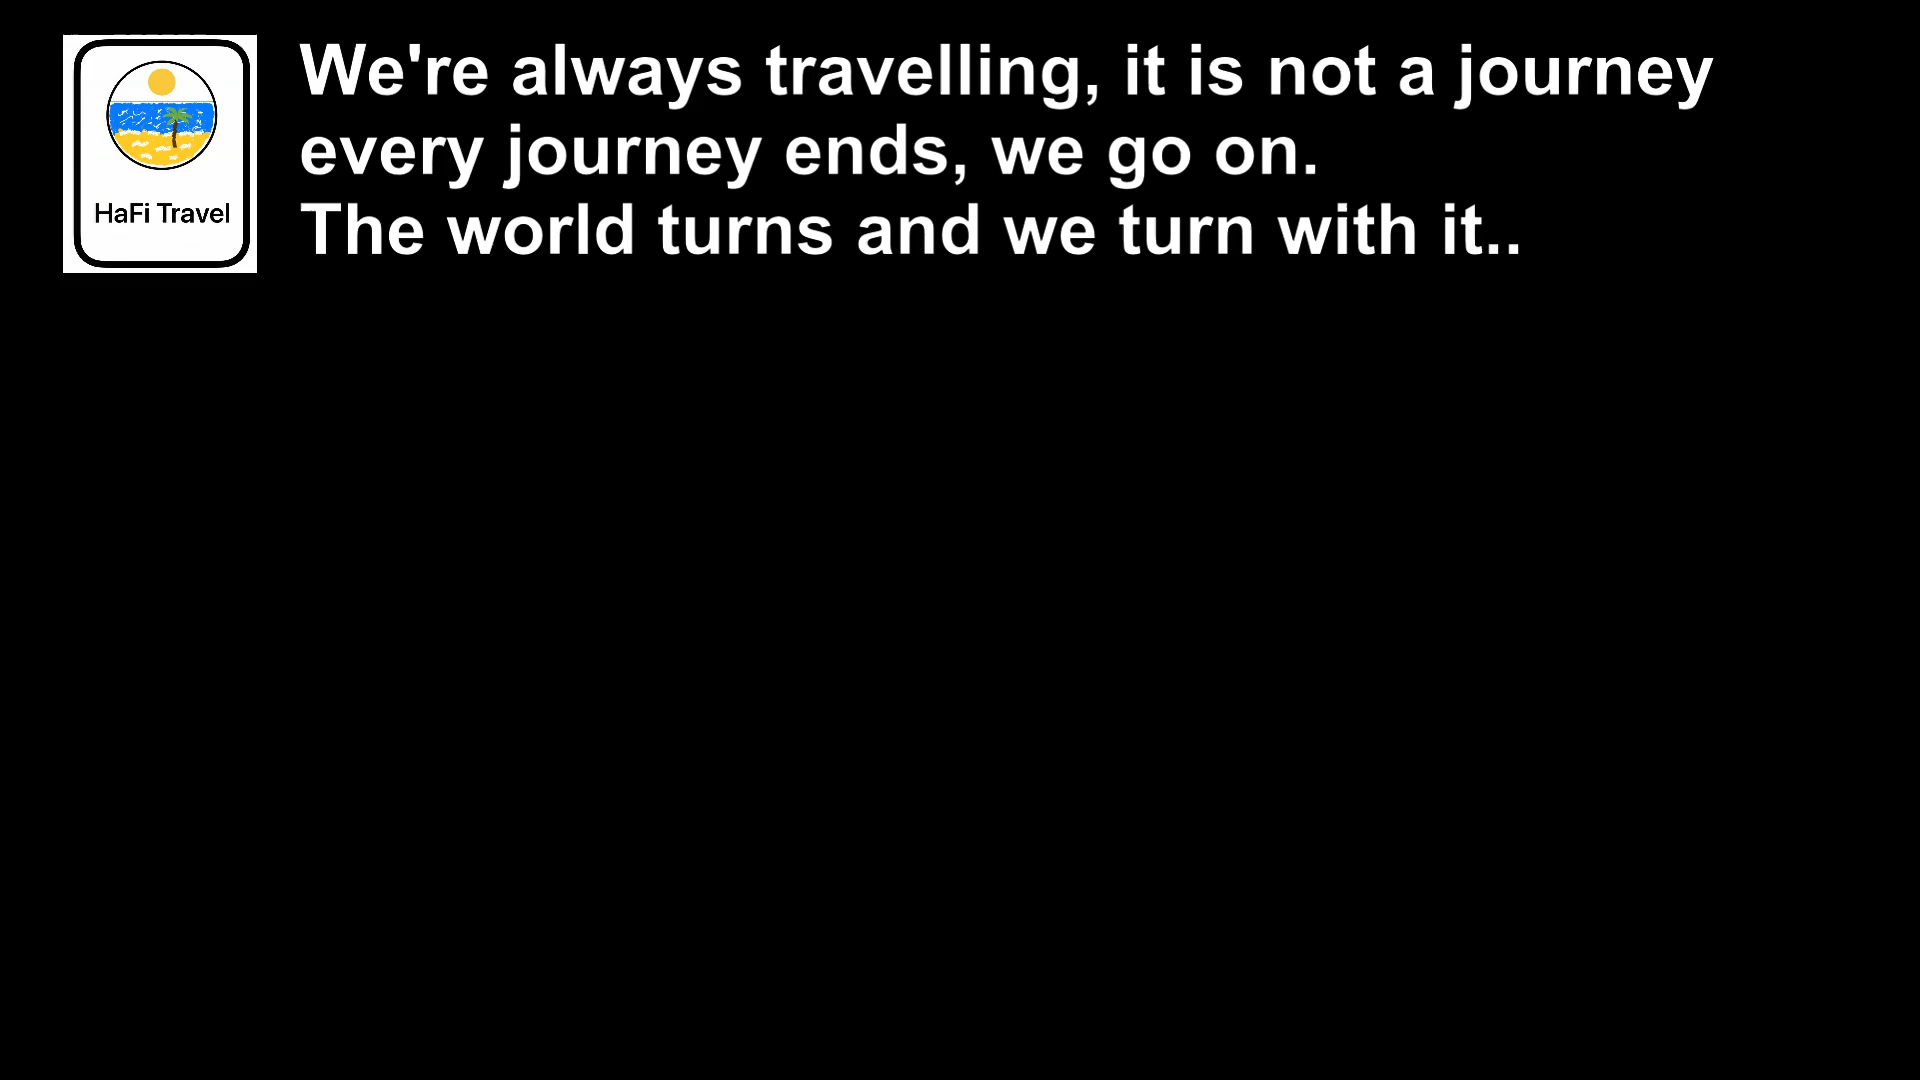 We're always travelling, it is not a journey
every journey ends, we go on.
The world turns and we turn with it..
HaFi Travel